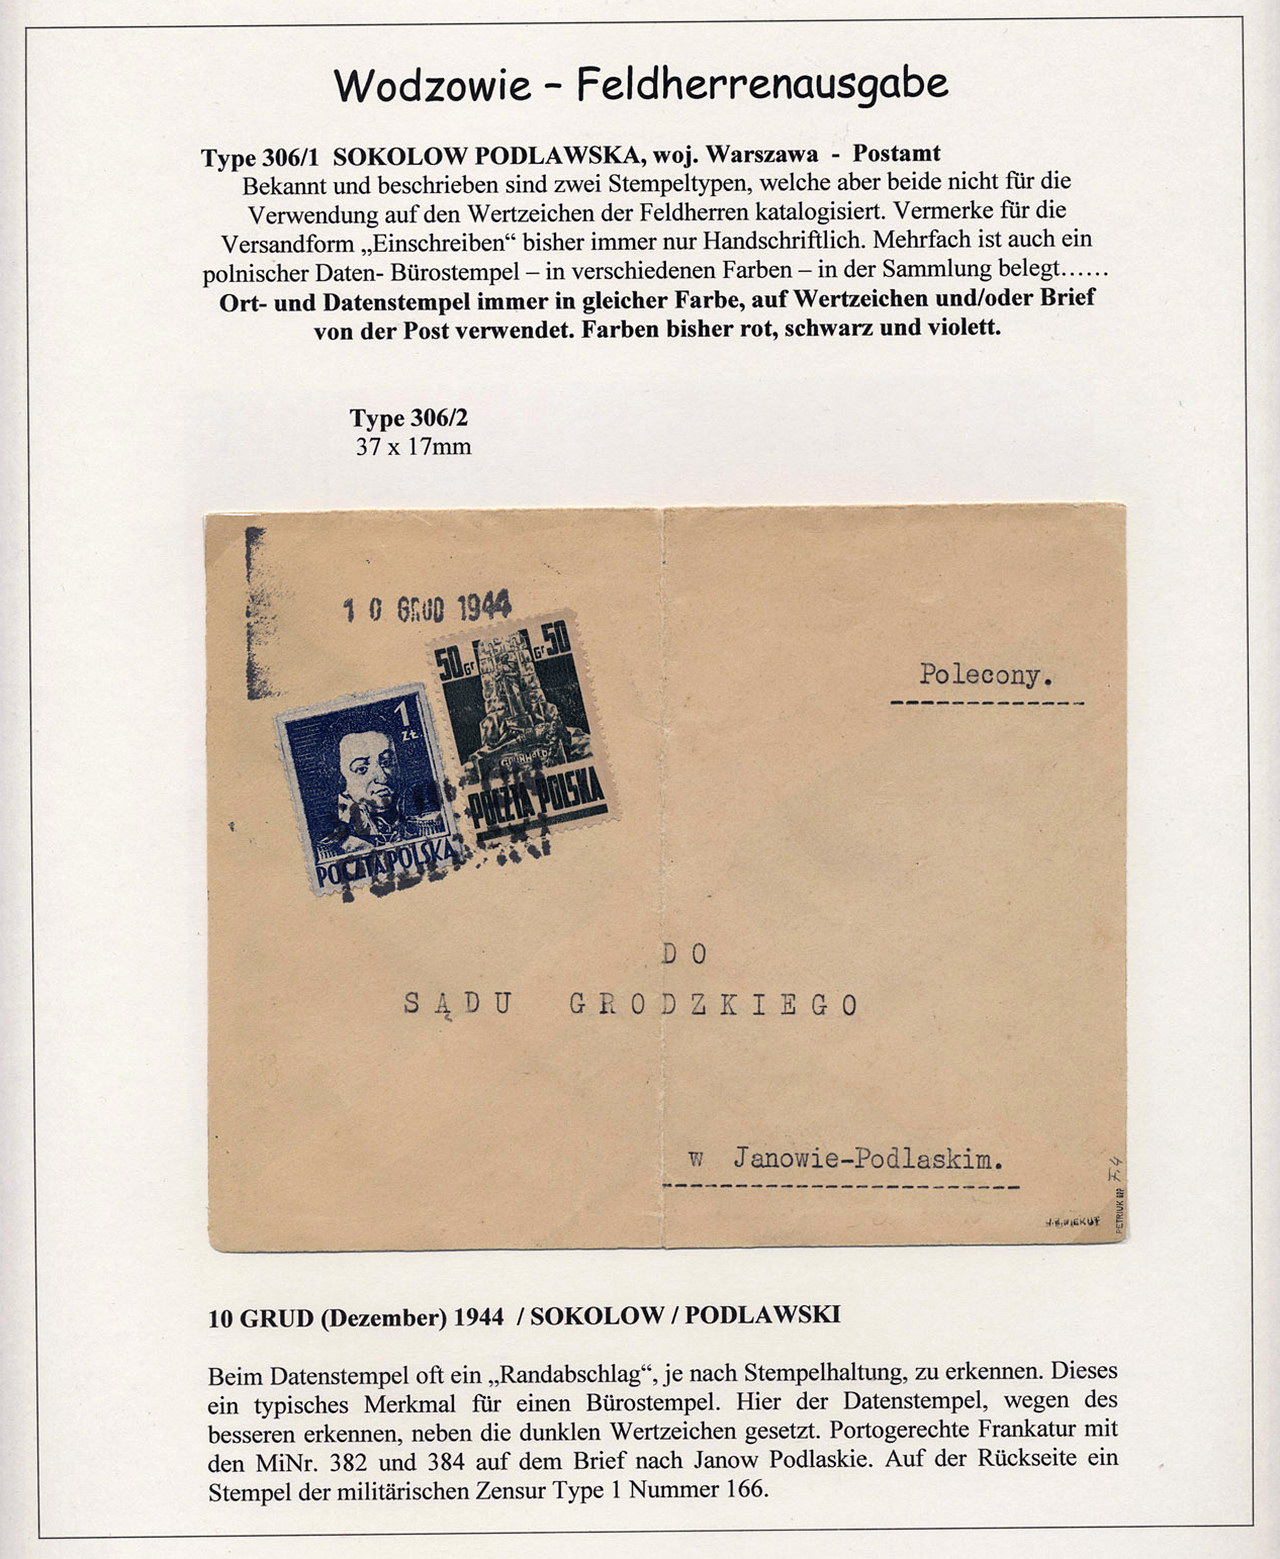 Wodzowie – Feldherrenausgabe
Type 306/1 SOKOLOW PODLAWSKA, woj. Warszawa - Postamt
Bekannt und beschrieben sind zwei Stempeltypen, welche aber beide nicht für die
Verwendung auf den Wertzeichen der Feldherren katalogisiert. Vermerke für die
Versandform „Einschreiben“ bisher immer nur Handschriftlich. Mehrfach ist auch ein
polnischer Daten- Bürostempel – in verschiedenen Farben – in der Sammlung belegt……
Ort- und Datenstempel immer in gleicher Farbe, auf Wertzeichen und/oder Brief
von der Post verwendet. Farben bisher rot, schwarz und violett.
Type 306/2
37 x 17mm
10 GRUD 1944
50 Gr Gr 50
GRUNWALD
POCZTA POLSKA
1
ZŁ
POCZTA POLSKA
Polecony.
DO
SĄDU GRODZKIEGO
w Janowie-Podlaskim.
F.4
PETRIUK
10 GRUD (Dezember) 1944 / SOKOLOW / PODLAWSKI
Beim Datenstempel oft ein „Randabschlag“, je nach Stempelhaltung, zu erkennen. Dieses
ein typisches Merkmal für einen Bürostempel. Hier der Datenstempel, wegen des
besseren erkennen, neben die dunklen Wertzeichen gesetzt. Portogerechte Frankatur mit
den MiNr. 382 und 384 auf dem Brief nach Janow Podlaskie. Auf der Rückseite ein
Stempel der militärischen Zensur Type 1 Nummer 166.